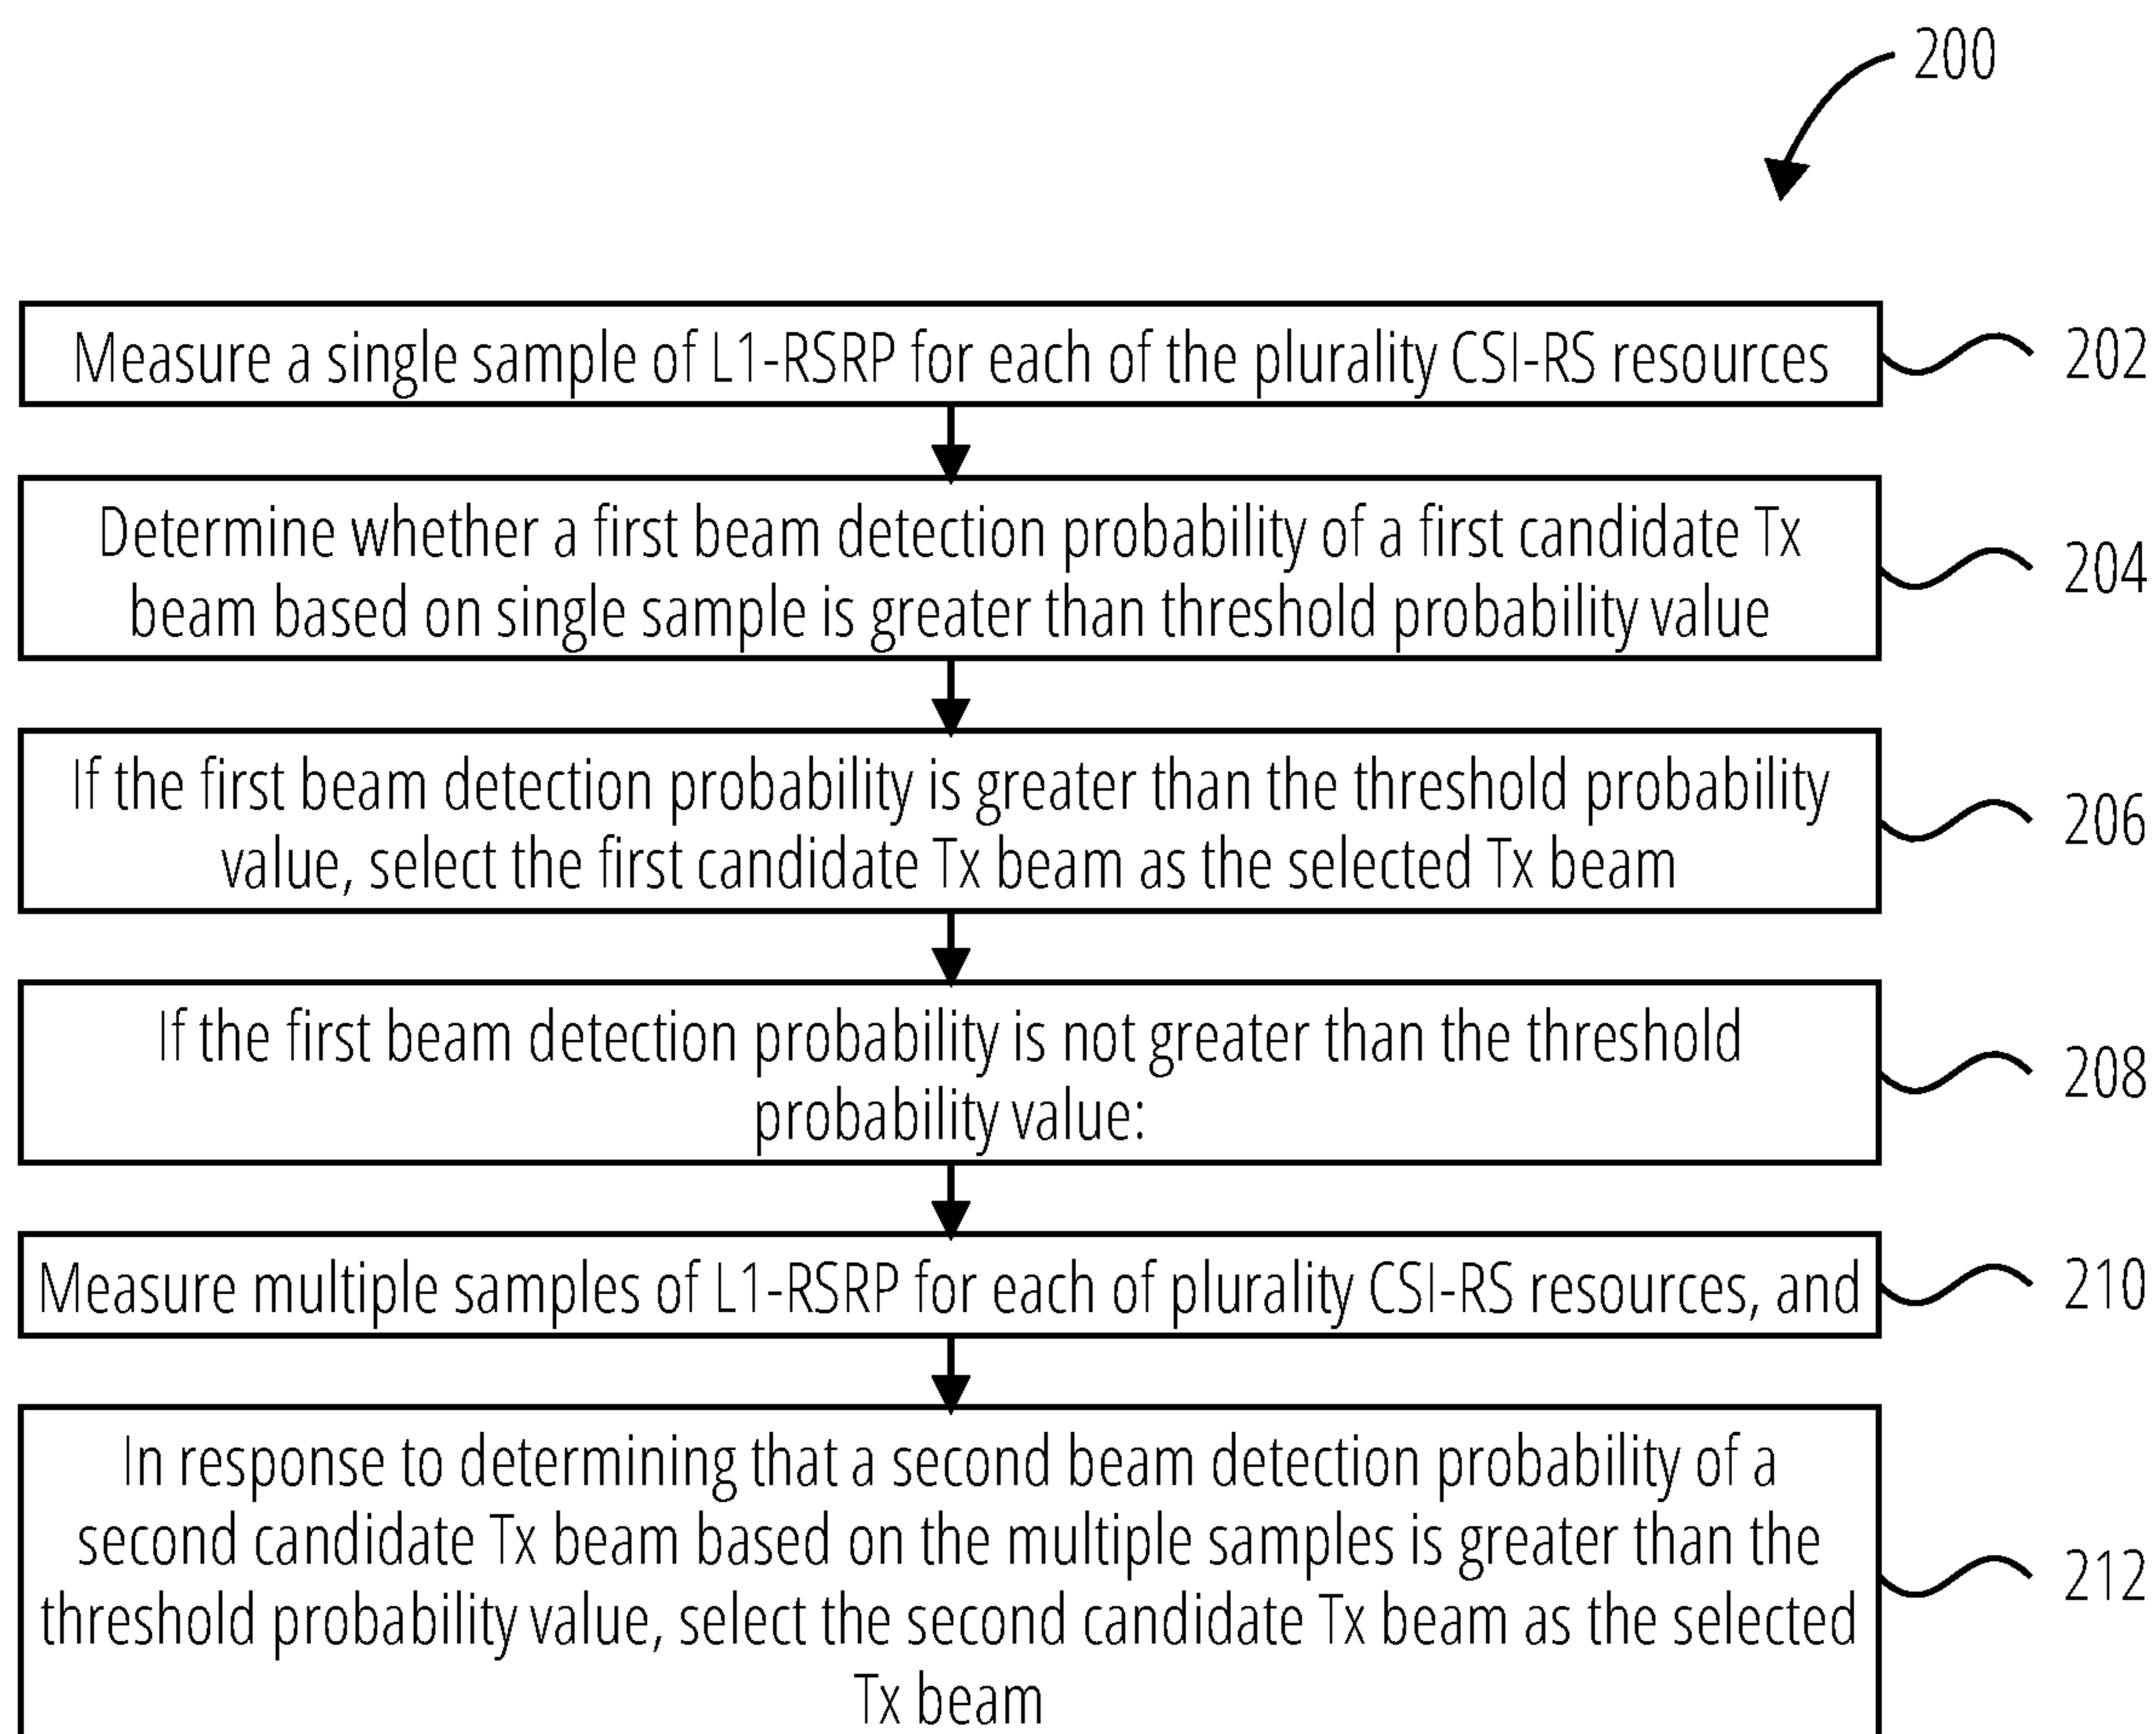 200
Measure a single sample of L1-RSRP for each of the plurality CSI-RS resources
202
Determine whether a first beam detection probability of a first candidate Tx
beam based on single sample is greater than threshold probability value
204
If the first beam detection probability is greater than the threshold probability
value, select the first candidate Tx beam as the selected Tx beam
206
If the first beam detection probability is not greater than the threshold
probability value:
208
Measure multiple samples of L1-RSRP for each of plurality CSI-RS resources, and
210
In response to determining that a second beam detection probability of a
second candidate Tx beam based on the multiple samples is greater than the
threshold probability value, select the second candidate Tx beam as the selected
Tx beam
212